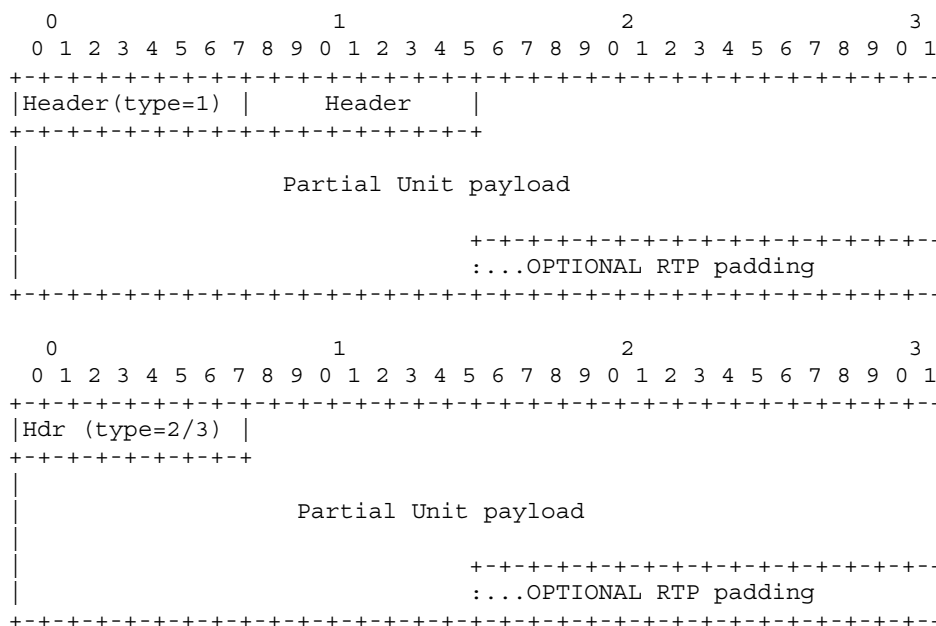 0                   1                   2                   3
 0 1 2 3 4 5 6 7 8 9 0 1 2 3 4 5 6 7 8 9 0 1 2 3 4 5 6 7 8 9 0 1
+-+-+-+-+-+-+-+-+-+-+-+-+-+-+-+-+-+-+-+-+-+-+-+-+-+-+-+-+-+-+-+--
|Header(type=1) |     Header    |
+-+-+-+-+-+-+-+-+-+-+-+-+-+-+-+-+
|
|                  Partial Unit payload
|
|                               +-+-+-+-+-+-+-+-+-+-+-+-+-+-+-+--
|                               :...OPTIONAL RTP padding
+-+-+-+-+-+-+-+-+-+-+-+-+-+-+-+-+-+-+-+-+-+-+-+-+-+-+-+-+-+-+-+--
  0                   1                   2                   3
 0 1 2 3 4 5 6 7 8 9 0 1 2 3 4 5 6 7 8 9 0 1 2 3 4 5 6 7 8 9 0 1
+-+-+-+-+-+-+-+-+-+-+-+-+-+-+-+-+-+-+-+-+-+-+-+-+-+-+-+-+-+-+-+--
|Hdr (type=2/3) |
+-+-+-+-+-+-+-+-+
|
|                   Partial Unit payload
|
|                               +-+-+-+-+-+-+-+-+-+-+-+-+-+-+-+--
|                               :...OPTIONAL RTP padding
+-+-+-+-+-+-+-+-+-+-+-+-+-+-+-+-+-+-+-+-+-+-+-+-+-+-+-+-+-+-+-+--